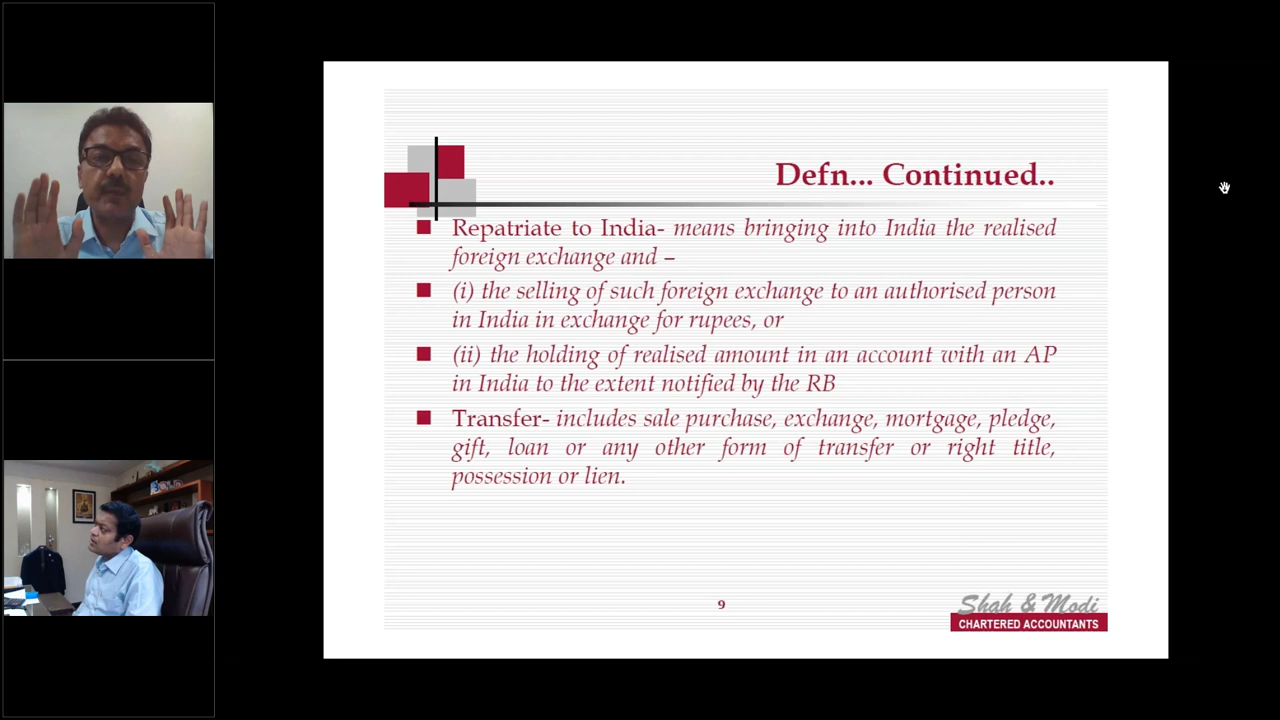 Defn... Continued..
Repatriate to India- means bringing into India the realised
foreign exchange and –
(i) the selling of such foreign exchange to an authorised person
in India in exchange for rupees, or
(ii) the holding of realised amount in an account with an AP
in India to the extent notified by the RB
Transfer- includes sale purchase, exchange, mortgage, pledge,
gift, loan or any other form of transfer or right title,
possession or lien.
9
Shah & Modi
CHARTERED ACCOUNTANTS